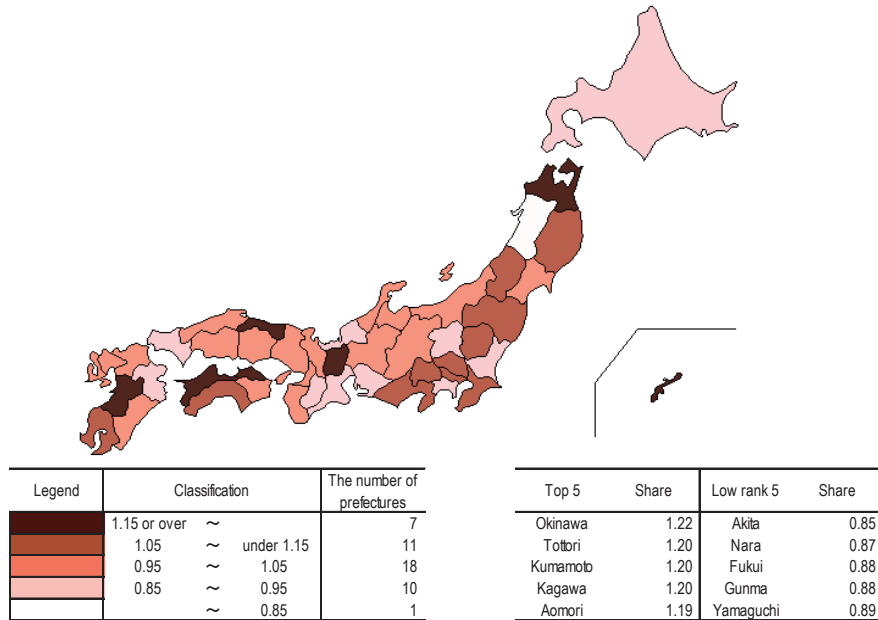 Legend Classification The number of prefectures
1.15 or over ～ 7
1.05 ～ under 1.15 11
0.95 ～ 1.05 18
0.85 ～ 0.95 10
～ 0.85 1
Top 5 Share Low rank 5 Share
Okinawa 1.22 Akita 0.85
Tottori 1.20 Nara 0.87
Kumamoto 1.20 Fukui 0.88
Kagawa 1.20 Gunma 0.88
Aomori 1.19 Yamaguchi 0.89